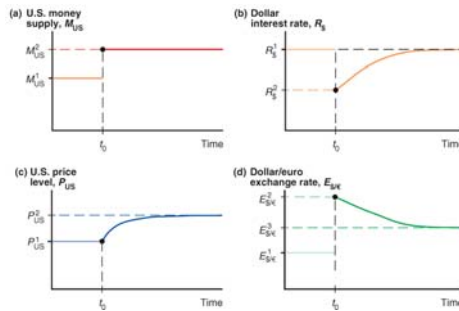 (a) U.S. money
supply, M_US
M²_US
M¹_US
t₀
Time
(b) Dollar
interest rate, R_$
R¹_$
R²_$
t₀
Time
(c) U.S. price
level, P_US
P²_US
P¹_US
t₀
Time
(d) Dollar/euro
exchange rate, E_$/€
E²_$/€
E³_$/€
E¹_$/€
t₀
Time